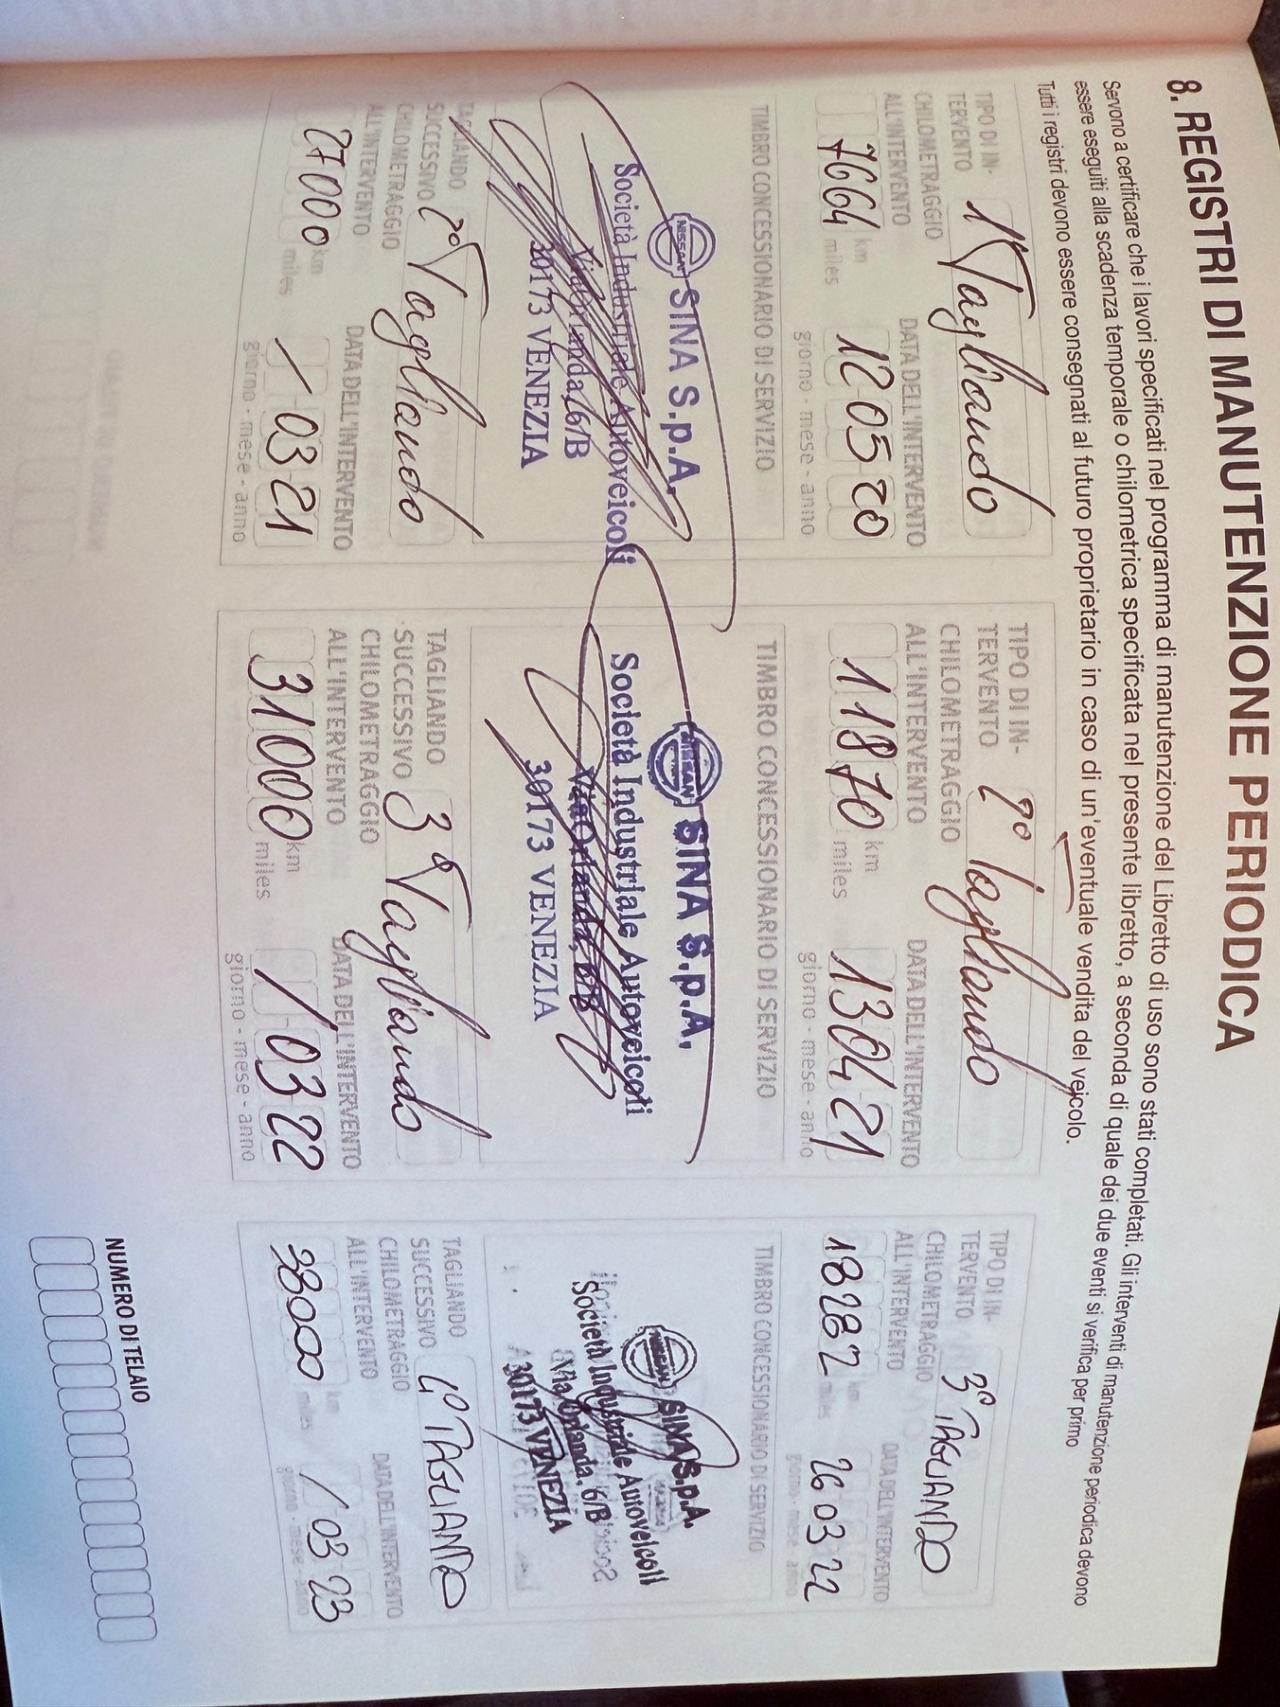 8. REGISTRI DI MANUTENZIONE PERIODICA
Servono a certificare che i lavori specificati nel programma di manutenzione del Libretto di uso sono stati completati. Gli interventi di manutenzione periodica devono
essere eseguiti alla scadenza temporale o chilometrica specificata nel presente libretto, a seconda di quale dei due eventi si verifica per primo
Tutti i registri devono essere consegnati al futuro proprietario in caso di un'eventuale vendita del veicolo.
TIPO DI IN-
TERVENTO 1° Tagliando
CHILOMETRAGGIO
ALL'INTERVENTO
DATA DELL'INTERVENTO
7664 km
miles
12 05 20
giorno - mese - anno
TIMBRO CONCESSIONARIO DI SERVIZIO
NISSAN SINA S.p.A.
Società Industriale Autoveicoli
Via Orlanda, 6/B
30173 VENEZIA
TAGLIANDO
SUCCESSIVO 2° Tagliando
CHILOMETRAGGIO
ALL'INTERVENTO
DATA DELL'INTERVENTO
27000 km
miles
/ 03 21
giorno - mese - anno
TIPO DI IN-
TERVENTO 2° Tagliando
CHILOMETRAGGIO
ALL'INTERVENTO
DATA DELL'INTERVENTO
11870 km
miles
13 04 21
giorno - mese - anno
TIMBRO CONCESSIONARIO DI SERVIZIO
NISSAN SINA S.p.A.
Società Industriale Autoveicoli
Via Orlanda, 6/B
30173 VENEZIA
TAGLIANDO
SUCCESSIVO 3° Tagliando
CHILOMETRAGGIO
ALL'INTERVENTO
DATA DELL'INTERVENTO
31000 km
miles
/ 03 22
giorno - mese - anno
TIPO DI IN-
TERVENTO 3° TAGLIANDO
CHILOMETRAGGIO
ALL'INTERVENTO
DATA DELL'INTERVENTO
18282 km
miles
26 03 22
giorno - mese - anno
TIMBRO CONCESSIONARIO DI SERVIZIO
NISSAN SINA S.p.A.
Società Industriale Autoveicoli
Via Orlanda, 6/B
30173 VENEZIA
TAGLIANDO
SUCCESSIVO 4° TAGLIANDO
CHILOMETRAGGIO
ALL'INTERVENTO
DATA DELL'INTERVENTO
38000 km
miles
/ 03 23
giorno - mese - anno
NUMERO DI TELAIO